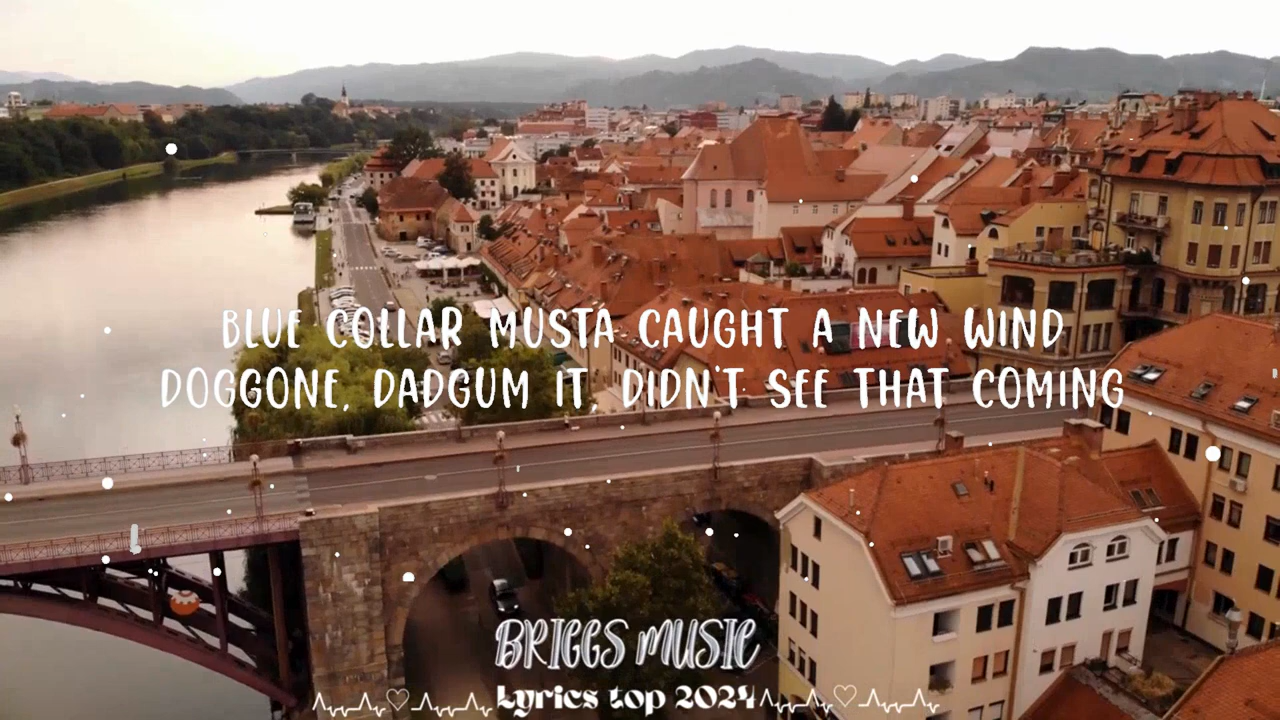 BLUE COLLAR MUSTA CAUGHT A NEW WIND
DOGGONE, DADGUM IT, DIDN'T SEE THAT COMING
BRIGGS MUSIC
Lyrics top 2024